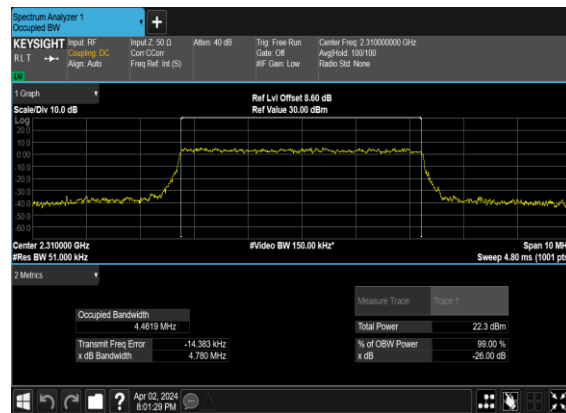 Spectrum Analyzer 1
Occupied BW
KEYSIGHT Input: RF Input Z: 50 Ω Atten: 40 dB Trig: Free Run Center Freq: 2.310000000 GHz
RLT Coupling: DC Corr CCorr Gate: Off Avg|Hold: 100/100
Align: Auto Freq Ref: Int (S) #IF Gain: Low Radio Std: None
LW
1 Graph
Ref Lvl Offset 8.60 dB
Scale/Div 10.0 dB Ref Value 30.00 dBm
Log
20.0
10.0
0.00
-10.0
-20.0
-30.0
-40.0
-50.0
-60.0
Center 2.310000 GHz #Video BW 150.00 kHz* Span 10 MH
#Res BW 51.000 kHz Sweep 4.80 ms (1001 pts
2 Metrics
Measure Trace Trace 1
Occupied Bandwidth
4.4619 MHz Total Power 22.3 dBm
Transmit Freq Error -14.383 kHz % of OBW Power 99.00 %
x dB Bandwidth 4.780 MHz x dB -26.00 dB
? Apr 02, 2024
8:01:29 PM